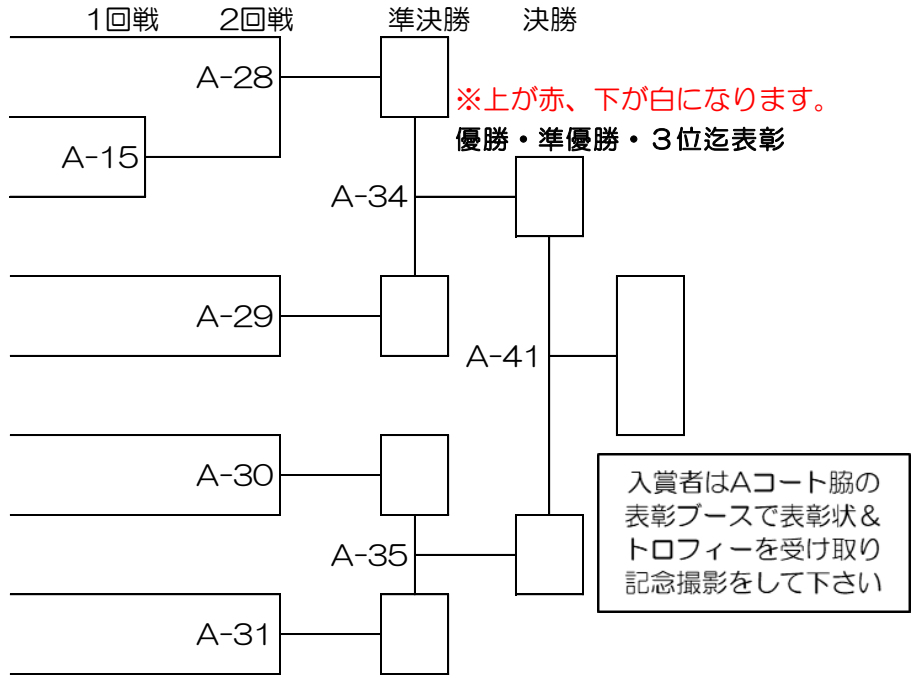 1回戦 2回戦 準決勝 決勝
A-28
※上が赤、下が白になります。
優勝・準優勝・3位迄表彰
A-15
A-34
A-29
A-41
A-30
入賞者はAコート脇の
表彰ブースで表彰状&
トロフィーを受け取り
記念撮影をして下さい
A-35
A-31